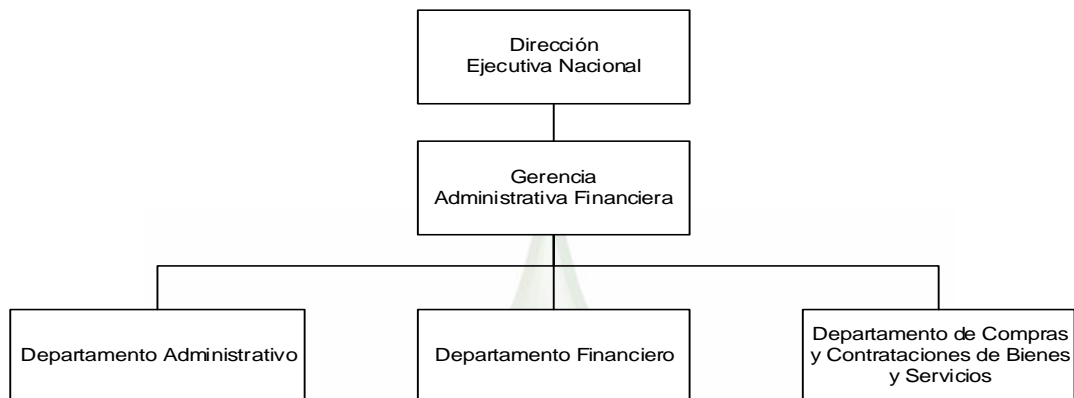 Dirección
Ejecutiva Nacional
Gerencia
Administrativa Financiera
Departamento Administrativo
Departamento Financiero
Departamento de Compras
y Contrataciones de Bienes
y Servicios